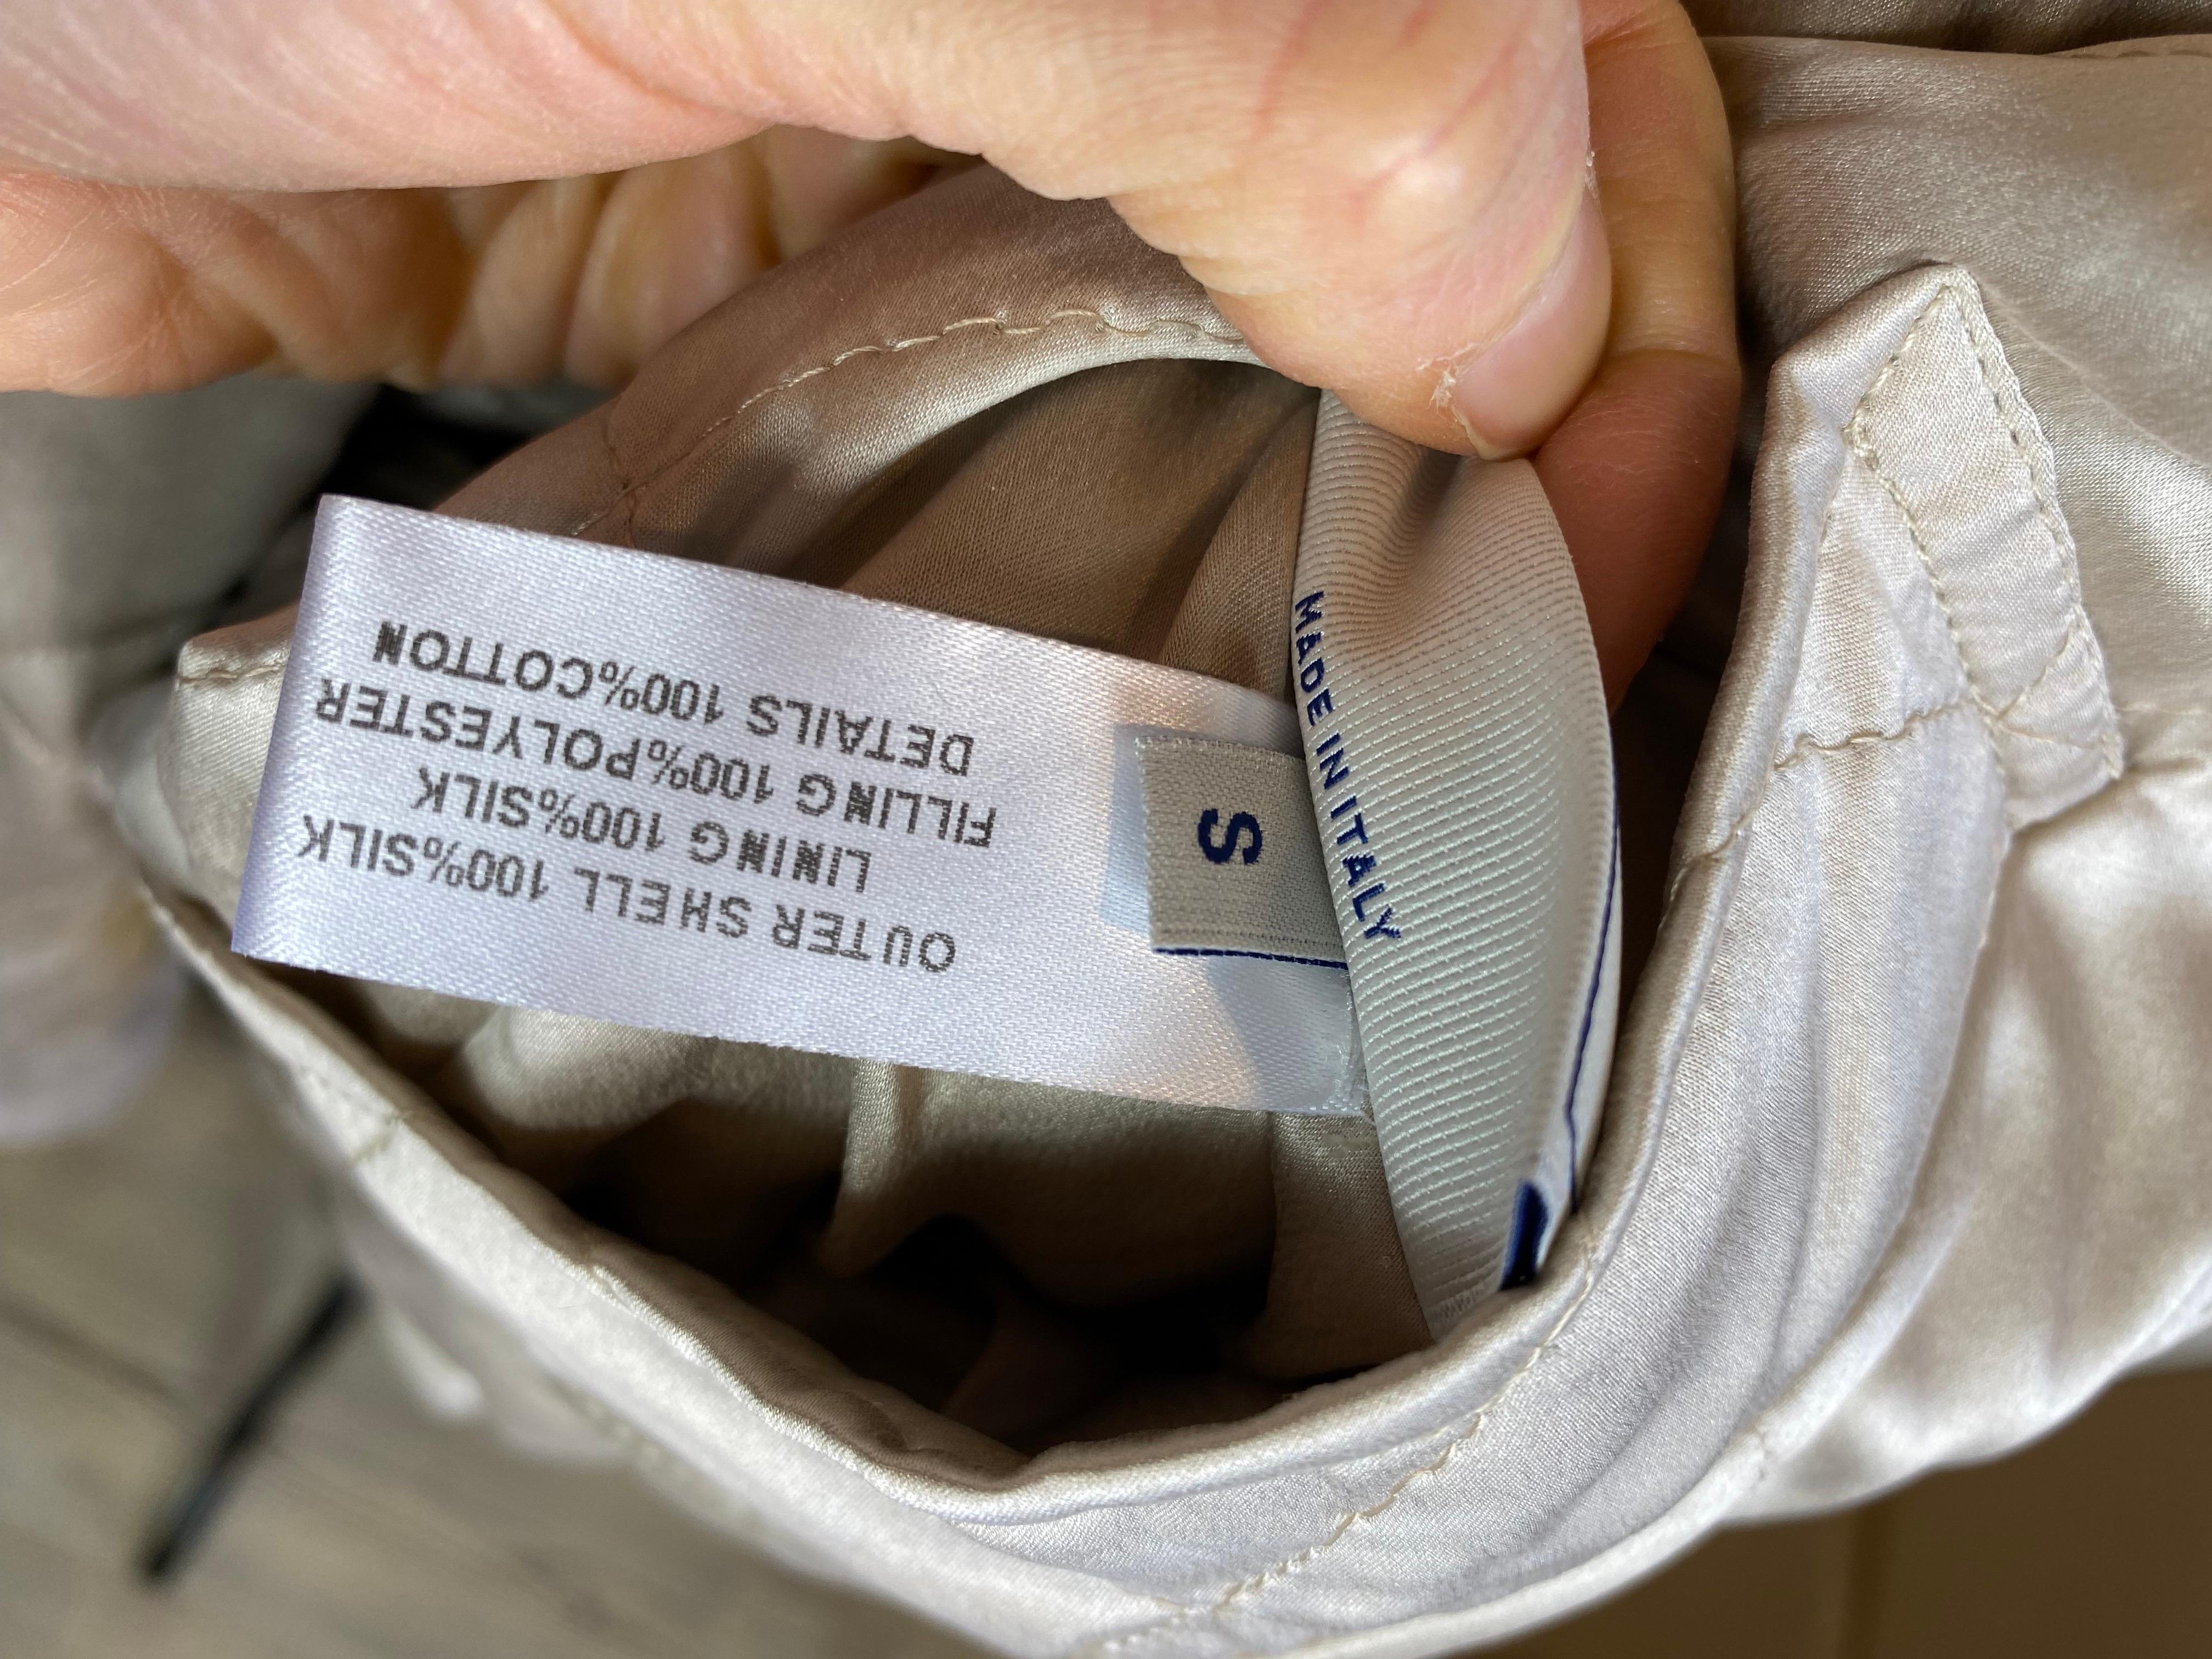 OUTER SHELL 100%SILK
LINING 100%SILK
FILLING 100%POLYESTER
DETAILS 100%COTTON
S
MADE IN ITALY